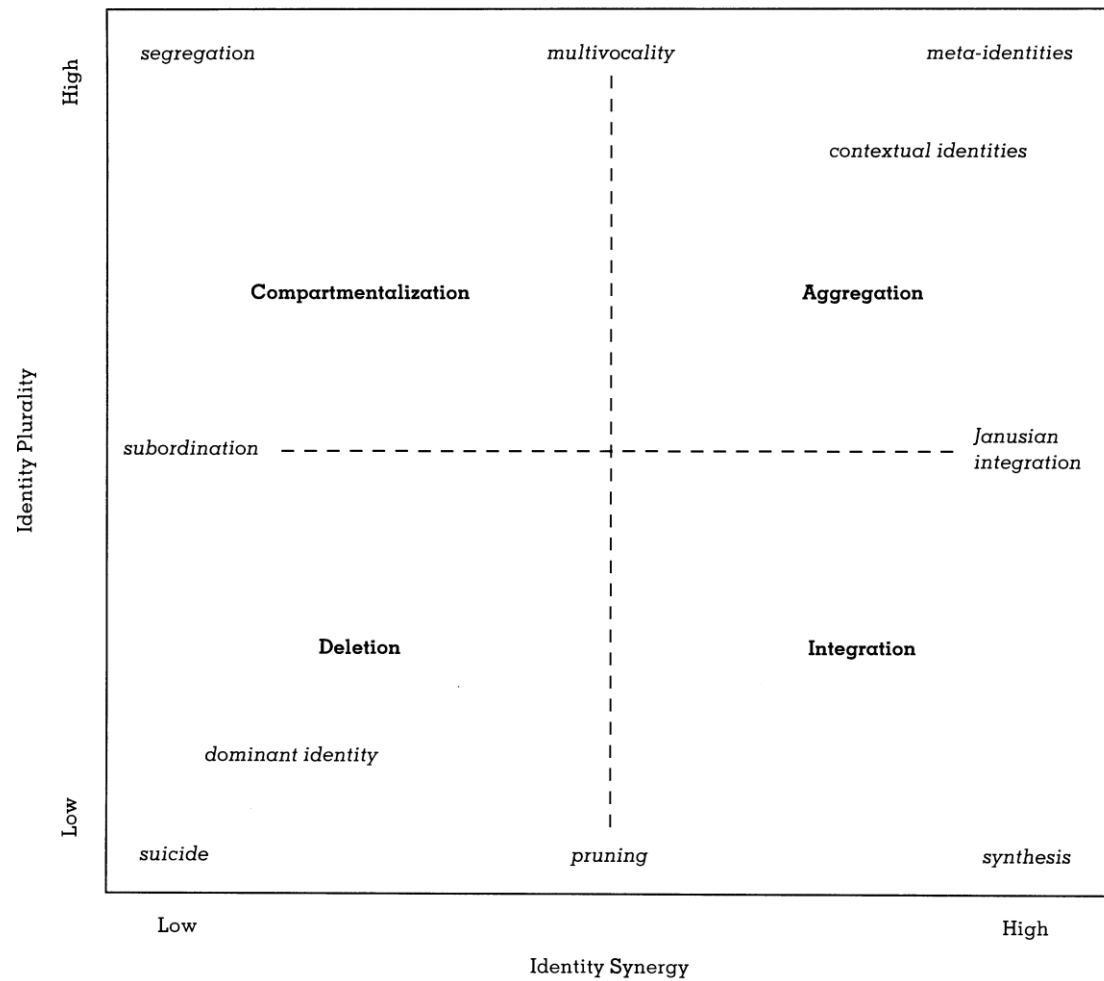 High
segregation
multivocality
meta-identities
contextual identities
Compartmentalization
Aggregation
Identity Plurality
subordination
Janusian
integration
Deletion
Integration
dominant identity
Low
suicide
pruning
synthesis
Low
High
Identity Synergy